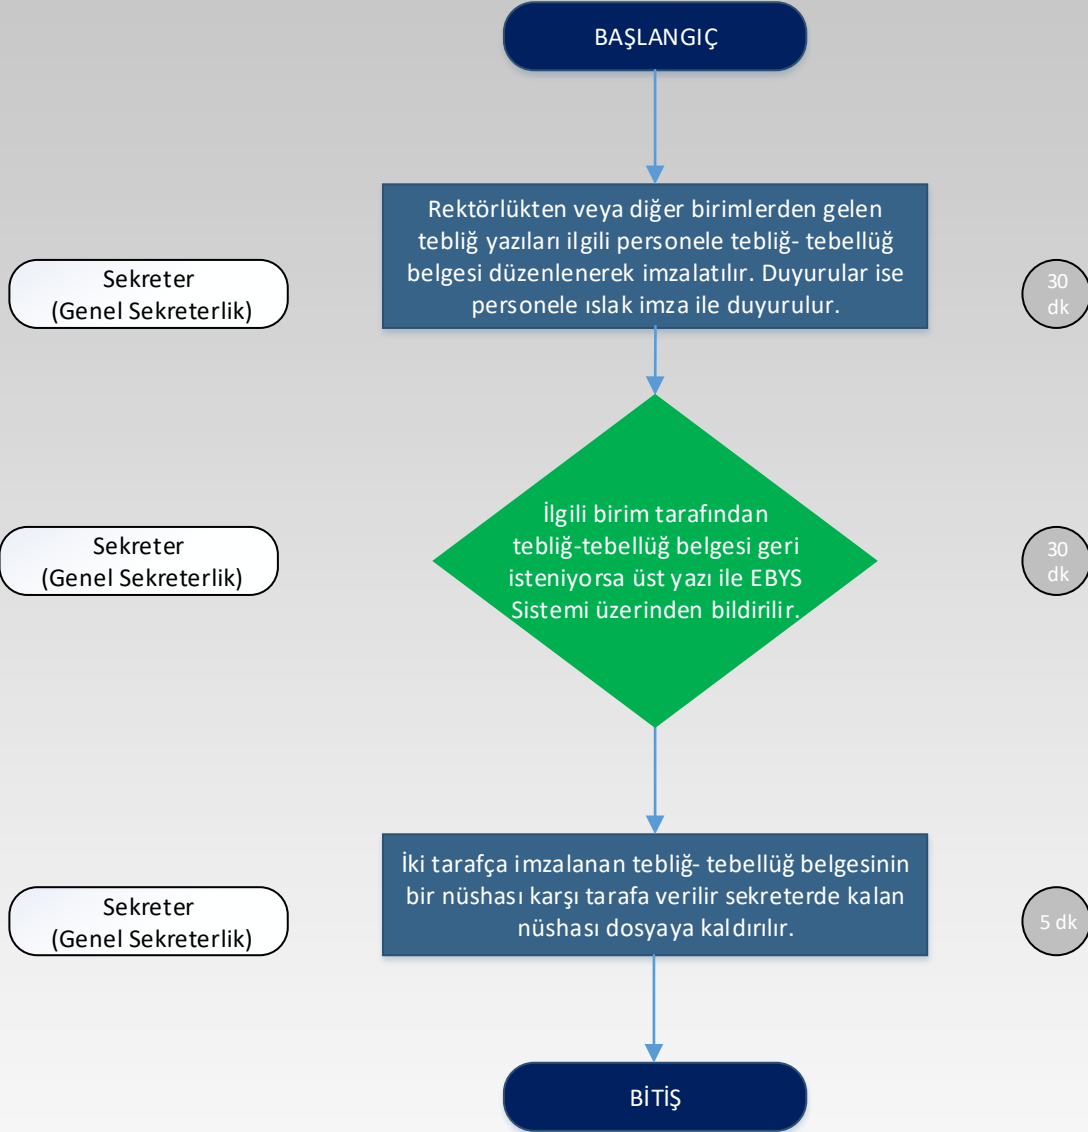 BAŞLANGIÇ
Rektörlükten veya diğer birimlerden gelen
tebliğ yazıları ilgili personele tebliğ- tebellüğ
belgesi düzenlenerek imzalatılır. Duyurular ise
personele ıslak imza ile duyurulur.
Sekreter
(Genel Sekreterlik)
30
dk
İlgili birim tarafından
tebliğ-tebellüğ belgesi geri
isteniyorsa üst yazı ile EBYS
Sistemi üzerinden bildirilir.
Sekreter
(Genel Sekreterlik)
30
dk
İki tarafça imzalanan tebliğ- tebellüğ belgesinin
bir nüshası karşı tarafa verilir sekreterde kalan
nüshası dosyaya kaldırılır.
Sekreter
(Genel Sekreterlik)
5 dk
BİTİŞ